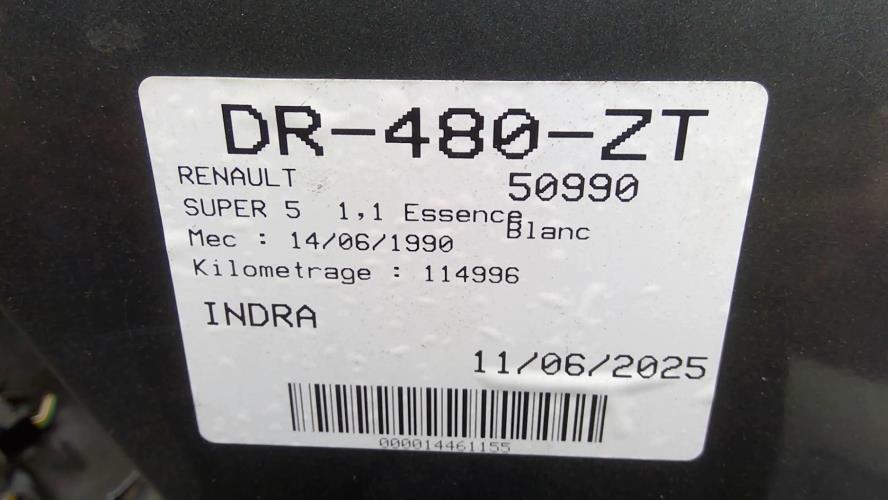 DR-480-ZT
RENAULT 50990
SUPER 5 1,1 Essence
Blanc
Mec : 14/06/1990
Kilometrage : 114996
INDRA
11/06/2025
000014461155